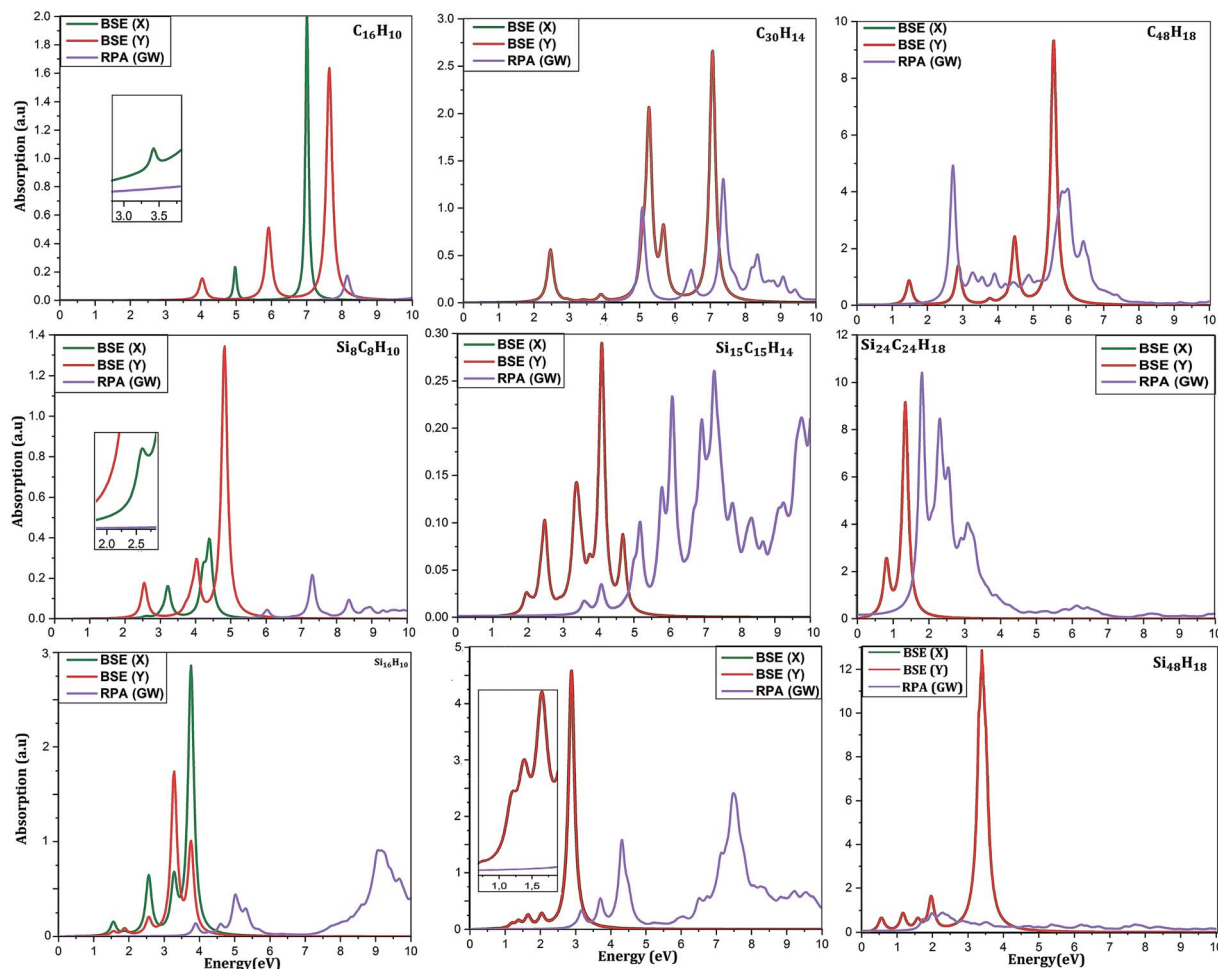 BSE (X)
BSE (Y)
RPA (GW)
C16H10
Absorption (a.u)
2.0
1.8
1.6
1.4
1.2
1.0
0.8
0.6
0.4
0.2
0.0
3.0 3.5
0 1 2 3 4 5 6 7 8 9 10
BSE (X)
BSE (Y)
RPA (GW)
C30H14
3.0
2.5
2.0
1.5
1.0
0.5
0.0
0 1 2 3 4 5 6 7 8 9 10
BSE (X)
BSE (Y)
RPA (GW)
C48H18
10
8
6
4
2
0
0 1 2 3 4 5 6 7 8 9 10
BSE (X)
BSE (Y)
RPA (GW)
Si8C8H10
Absorption (a.u)
1.4
1.2
1.0
0.8
0.6
0.4
0.2
0.0
2.0 2.5
0 1 2 3 4 5 6 7 8 9 10
BSE (X)
BSE (Y)
RPA (GW)
Si15C15H14
0.30
0.25
0.20
0.15
0.10
0.05
0.00
0 1 2 3 4 5 6 7 8 9 10
Si24C24H18
BSE (X)
BSE (Y)
RPA (GW)
12
10
8
6
4
2
0
0 1 2 3 4 5 6 7 8 9 10
BSE (X)
BSE (Y)
RPA (GW)
Si16H10
Absorption (a.u)
3
2
1
0
0 1 2 3 4 5 6 7 8 9 10
Energy(eV)
BSE (X)
BSE (Y)
RPA (GW)
5
4
3
2
1
0
1,0 1,5
0 1 2 3 4 5 6 7 8 9 10
Energy(eV)
BSE (X)
BSE (Y)
RPA (GW)
Si48H18
12
10
8
6
4
2
0
0 1 2 3 4 5 6 7 8 9 10
Energy(eV)